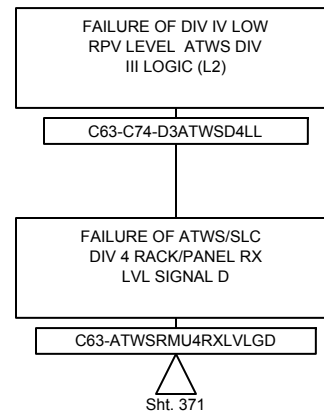 FAILURE OF DIV IV LOW
RPV LEVEL ATWS DIV
III LOGIC (L2)
C63-C74-D3ATWSD4LL
FAILURE OF ATWS/SLC
DIV 4 RACK/PANEL RX
LVL SIGNAL D
C63-ATWSRMU4RXLVLGD
Sht. 371